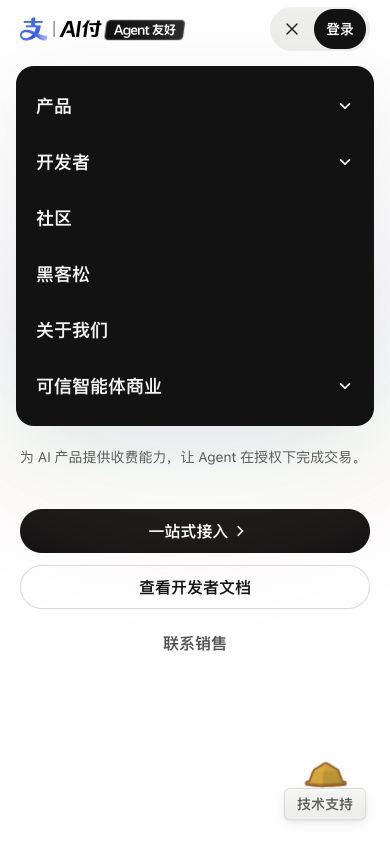 支 AI付 Agent 友好
登录
产品
开发者
社区
黑客松
关于我们
可信智能体商业
为 AI 产品提供收费能力，让 Agent 在授权下完成交易。
一站式接入
查看开发者文档
联系销售
技术支持